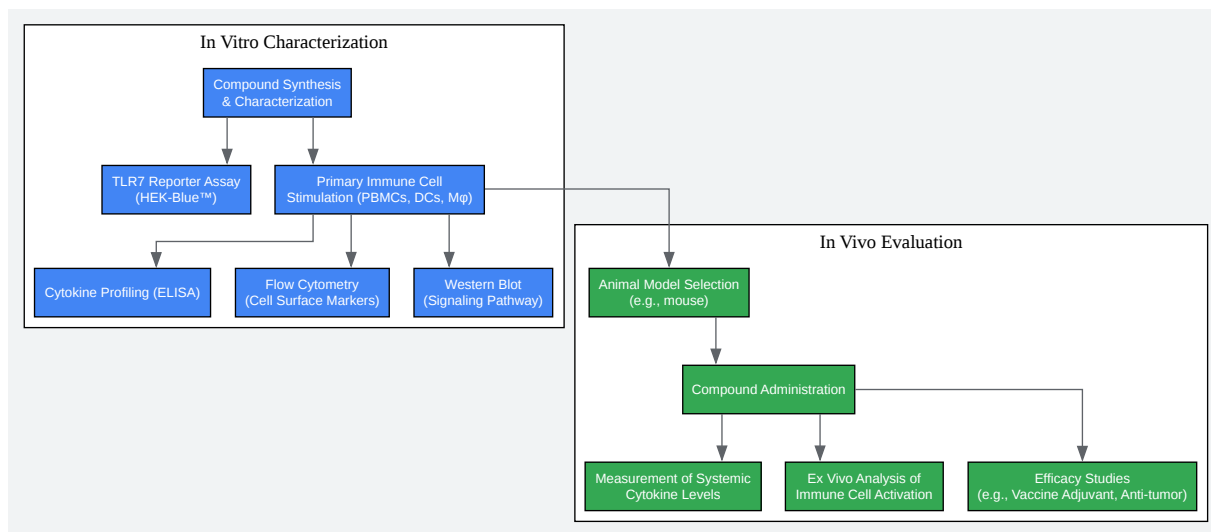 In Vitro Characterization
Compound Synthesis
& Characterization
TLR7 Reporter Assay
(HEK-Blue™)
Primary Immune Cell
Stimulation (PBMCs, DCs, Mφ)
Cytokine Profiling (ELISA)
Flow Cytometry
(Cell Surface Markers)
Western Blot
(Signaling Pathway)
In Vivo Evaluation
Animal Model Selection
(e.g., mouse)
Compound Administration
Measurement of Systemic
Cytokine Levels
Ex Vivo Analysis of
Immune Cell Activation
Efficacy Studies
(e.g., Vaccine Adjuvant, Anti-tumor)